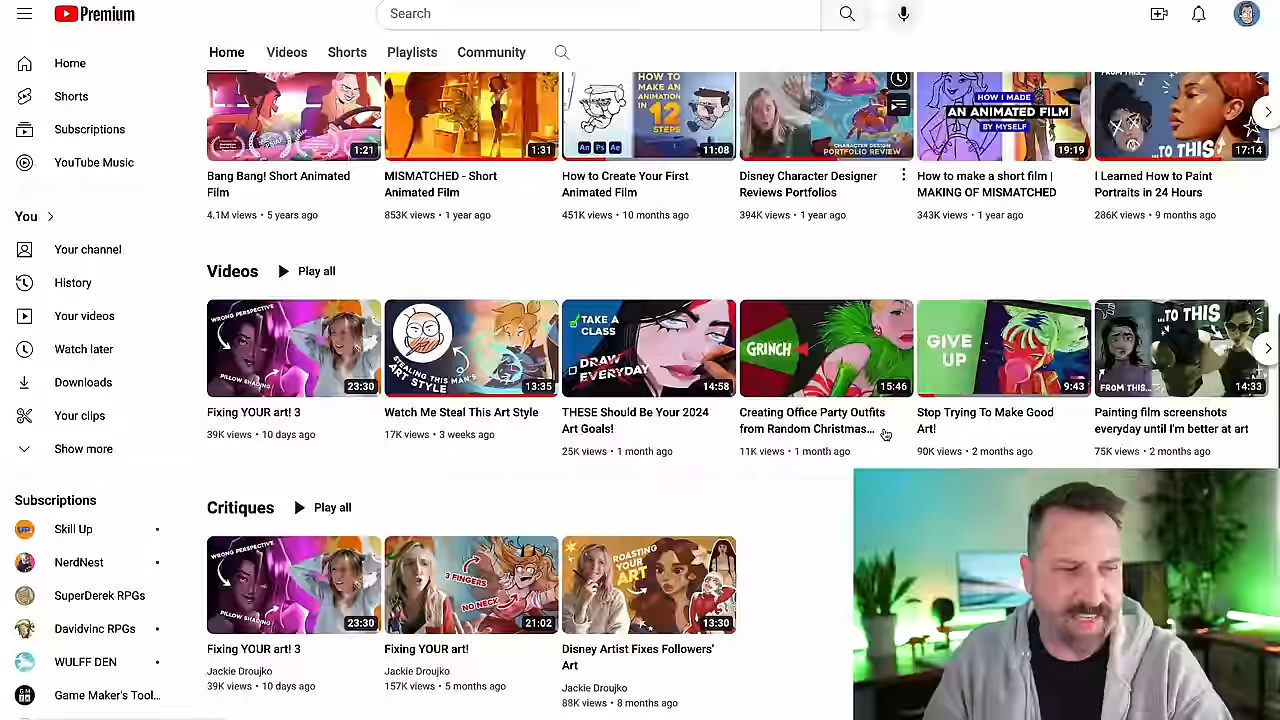 Premium
Search
Home
Videos
Shorts
Playlists
Community
Home
Shorts
Subscriptions
YouTube Music
You
Your channel
History
Your videos
Watch later
Downloads
Your clips
Show more
Subscriptions
Skill Up
NerdNest
SuperDerek RPGs
Davidvinc RPGs
WULFF DEN
Game Maker's Tool...
1:21
Bang Bang! Short Animated
Film
4.1M views • 5 years ago
1:31
MISMATCHED - Short
Animated Film
853K views • 1 year ago
HOW TO
MAKE AN
ANIMATION
IN
12
STEPS
An Ps Ae
11:08
How to Create Your First
Animated Film
451K views • 10 months ago
CHARACTER DESIGN
PORTFOLIO REVIEW
Disney Character Designer
Reviews Portfolios
394K views • 1 year ago
HOW I MADE
AN ANIMATED FILM
BY MYSELF
19:19
How to make a short film |
MAKING OF MISMATCHED
343K views • 1 year ago
FROM THIS...
...TO THIS
17:14
I Learned How to Paint
Portraits in 24 Hours
286K views • 9 months ago
Videos
Play all
WRONG PERSPECTIVE
PILLOW SHADING
23:30
Fixing YOUR art! 3
39K views • 10 days ago
STEALING THIS MAN'S
ART STYLE
13:35
Watch Me Steal This Art Style
17K views • 3 weeks ago
TAKE A
CLASS
DRAW
EVERYDAY
14:58
THESE Should Be Your 2024
Art Goals!
25K views • 1 month ago
GRINCH
15:46
Creating Office Party Outfits
from Random Christmas...
11K views • 1 month ago
GIVE
UP
9:43
Stop Trying To Make Good
Art!
90K views • 2 months ago
...TO THIS
FROM THIS...
14:33
Painting film screenshots
everyday until I'm better at art
75K views • 2 months ago
Critiques
Play all
WRONG PERSPECTIVE
PILLOW SHADING
23:30
Fixing YOUR art! 3
Jackie Droujko
39K views • 10 days ago
3 FINGERS
NO NECK
21:02
Fixing YOUR art!
Jackie Droujko
157K views • 5 months ago
ROASTING
YOUR
ART
13:30
Disney Artist Fixes Followers'
Art
Jackie Droujko
88K views • 8 months ago